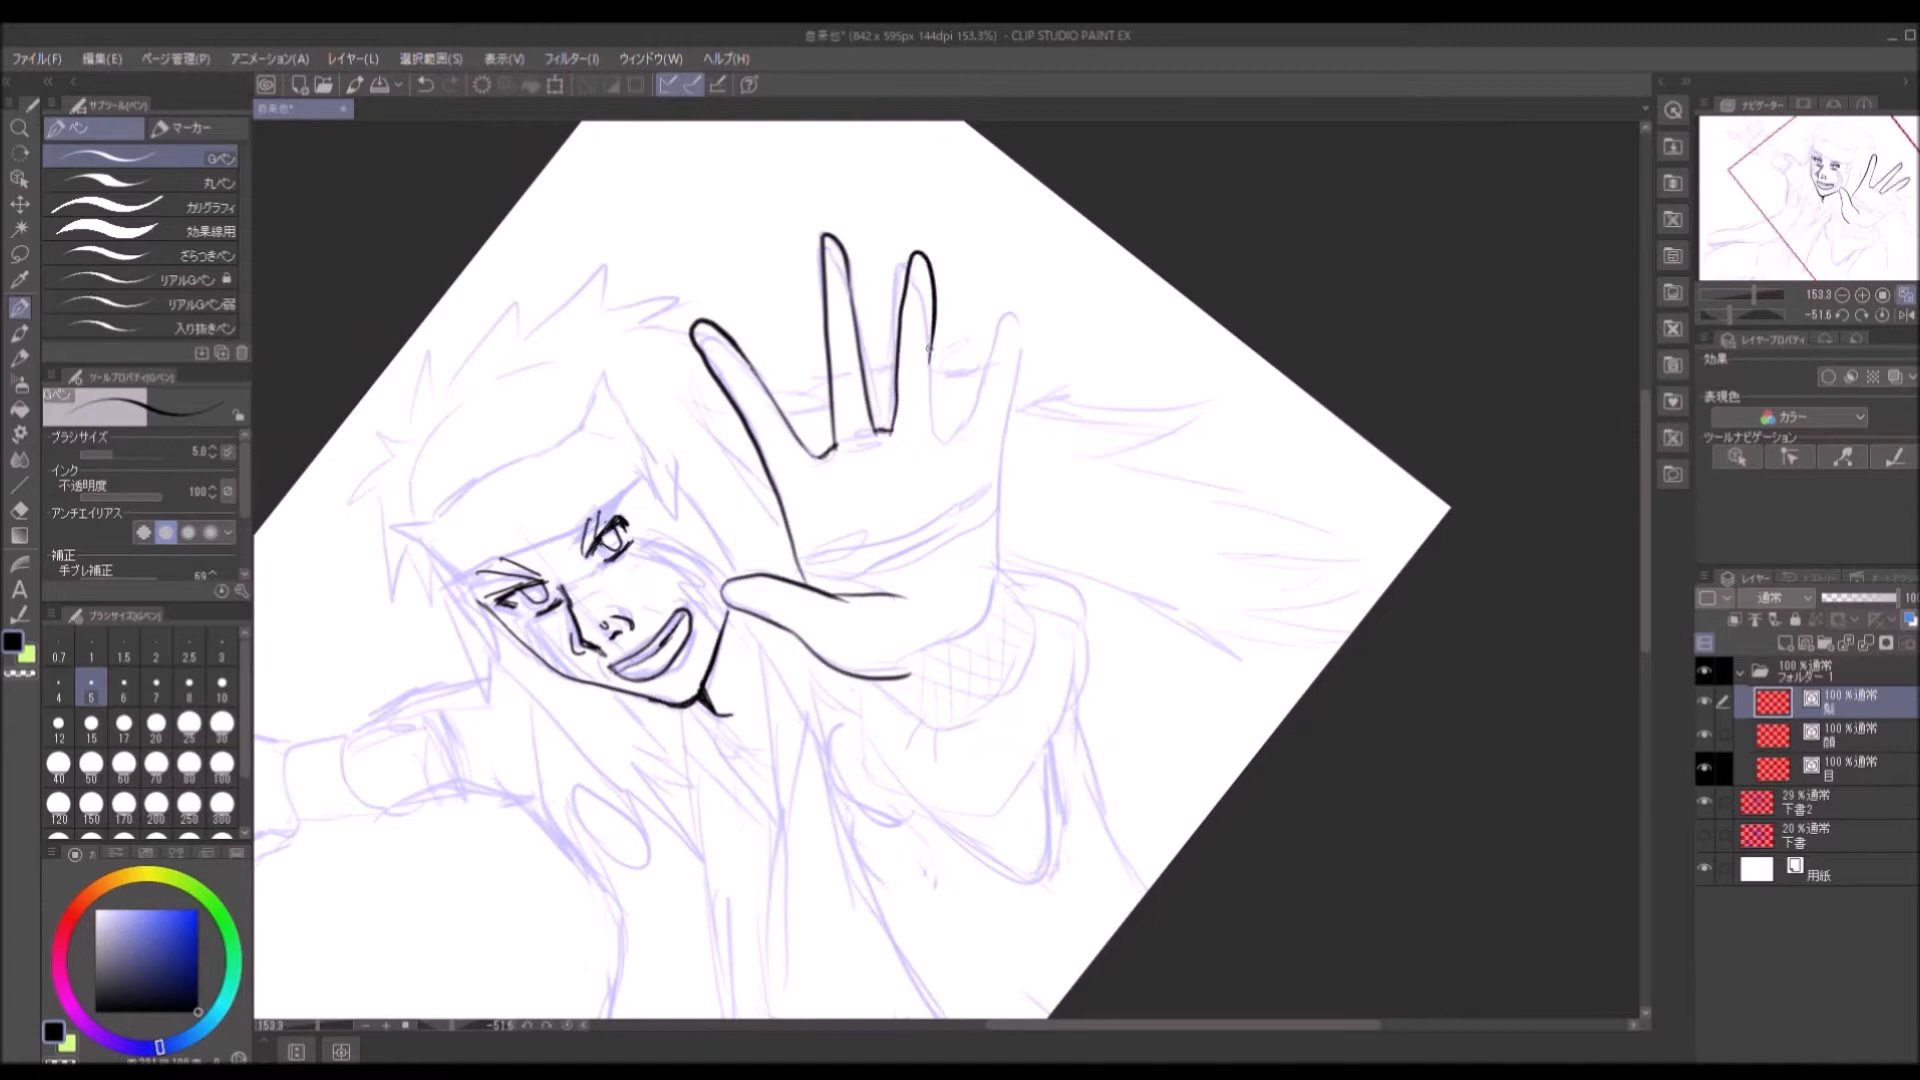 自来也* (842 x 595px 144dpi 153.3%) - CLIP STUDIO PAINT EX
ファイル(F) 編集(E) ページ管理(P) アニメーション(A) レイヤー(L) 選択範囲(S) 表示(V) フィルター(I) ウィンドウ(W) ヘルプ(H)
サブツール(ペン)
自来也*
ペン マーカー
Gペン
丸ペン
カリグラフィ
効果線用
ざらつきペン
リアルGペン
リアルGペン弱
入り抜きペン
ツールプロパティ(Gペン)
Gペン
ブラシサイズ 5.0
インク
不透明度 100
アンチエイリアス
補正
手ブレ補正 69
ブラシサイズ(Gペン)
0.7 1 1.5 2 2.5 3
4 5 6 7 8 10
12 15 17 20 25 30
40 50 60 70 80 100
120 150 170 200 250 300
153.3 -51.6
ナビゲーター
153.3
-51.6
レイヤープロパティ
効果
表現色
カラー
ツールナビゲーション
レイヤー
通常 100
100 %通常
フォルダー 1
100 %通常
髪
100 %通常
顔
100 %通常
目
29 %通常
下書2
20 %通常
下書
用紙